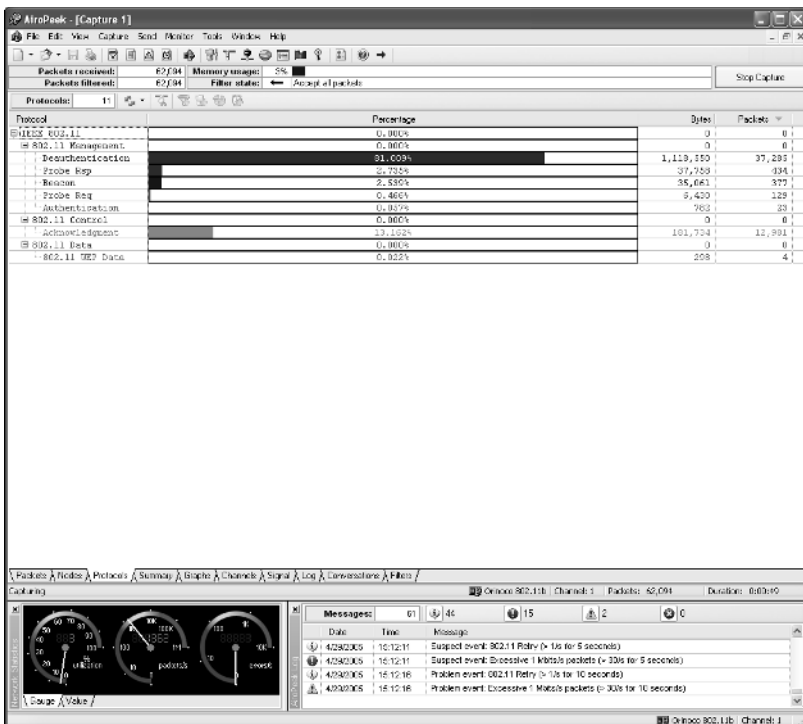 AiroPeek - [Capture 1]
File Edit View Capture Send Monitor Tools Window Help
Packets received: 62,094 Memory usage: 3%
Packets filtered: 62,094 Filter state: Accept all packets
Stop Capture
Protocols: 11
Protocol Percentage Bytes Packets
IEEE 802.11 0.000% 0 0
802.11 Management 0.000% 0 0
Deauthentication 81.009% 1,118,550 37,285
Probe Rsp 2.735% 37,758 434
Beacon 2.539% 35,061 377
Probe Req 0.466% 6,430 129
Authentication 0.057% 782 23
802.11 Control 0.000% 0 0
Acknowledgment 13.162% 181,734 12,981
802.11 Data 0.000% 0 0
802.11 WEP Data 0.022% 298 4
Packets Nodes Protocols Summary Graphs Channels Signal Log Conversations Filters
Capturing Orinoco 802.11b Channel: 1 Packets: 62,094 Duration: 0:00:49
Network Statistics
% utilization
packets/s
errors/s
Gauge Value
AiroPeek Log
Messages: 61 44 15 2 0
Date Time Message
4/29/2005 15:12:11 Suspect event: 802.11 Retry (> 1/s for 5 seconds)
4/29/2005 15:12:11 Suspect event: Excessive 1 Mbits/s packets (> 30/s for 5 seconds)
4/29/2005 15:12:16 Problem event: 802.11 Retry (> 1/s for 10 seconds)
4/29/2005 15:12:16 Problem event: Excessive 1 Mbits/s packets (> 30/s for 10 seconds)
Orinoco 802.11b Channel: 1